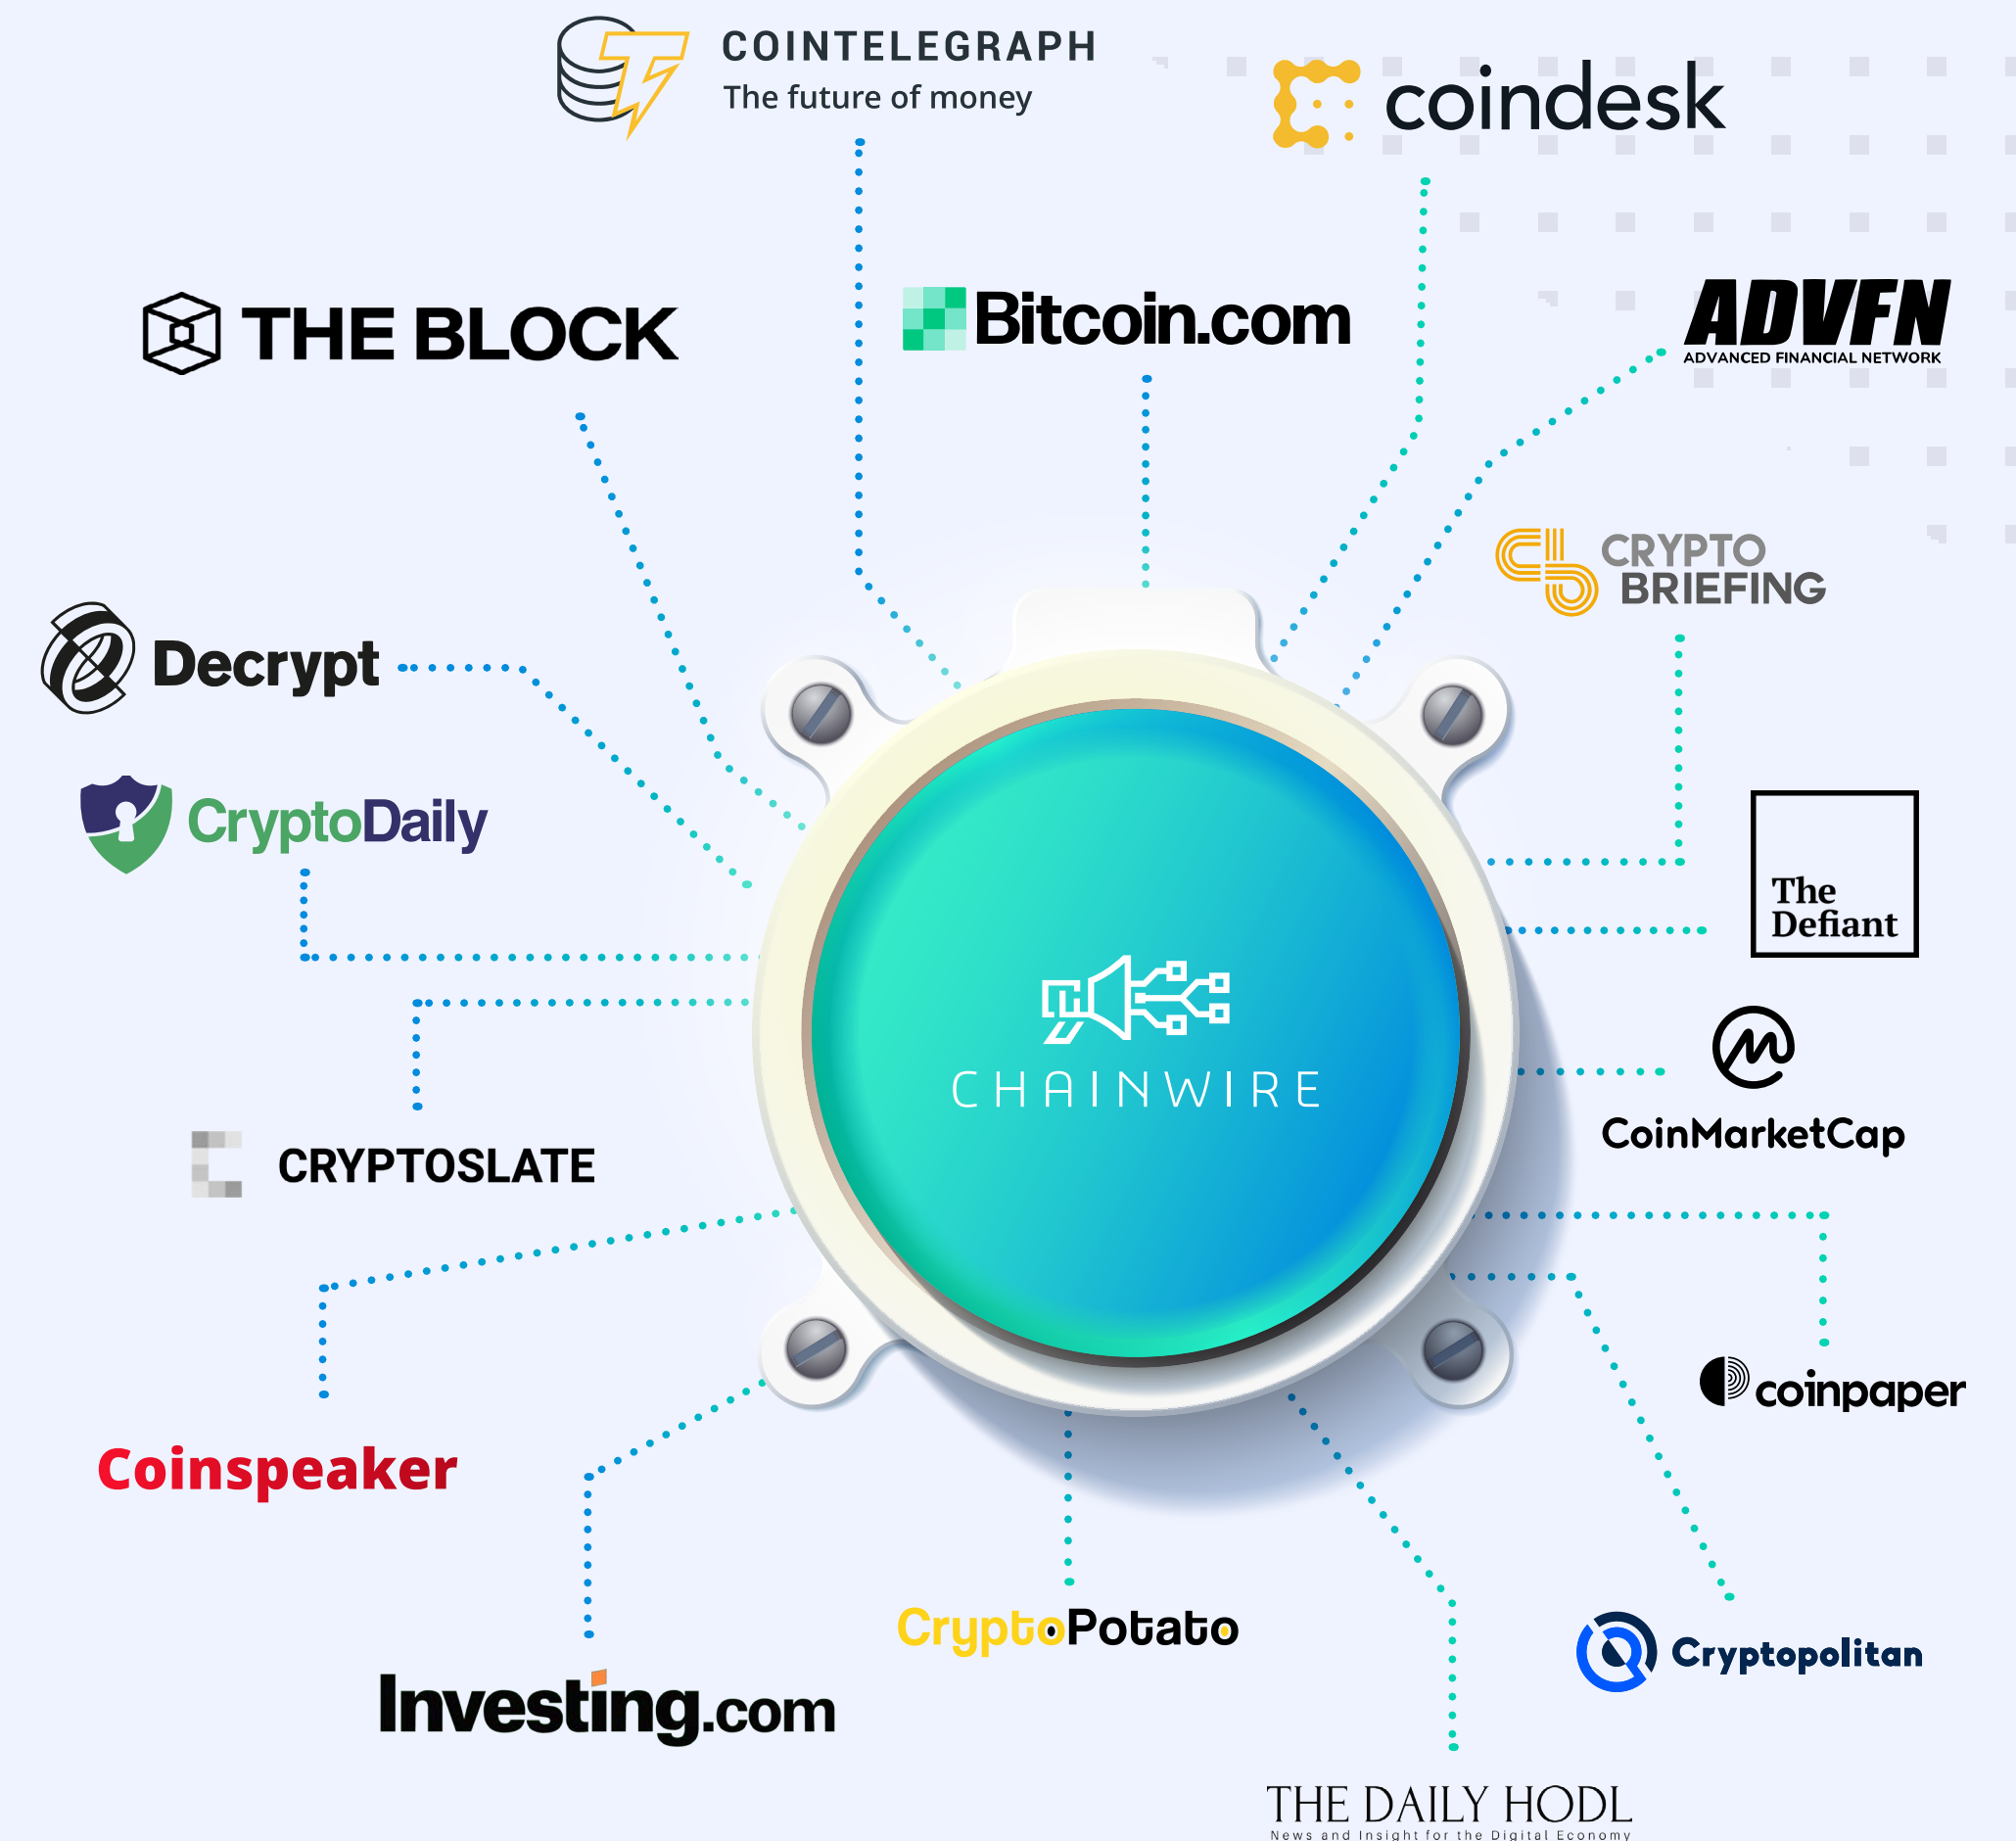 COINTELEGRAPH
The future of money
coindesk
THE BLOCK
Bitcoin.com
ADVFN
ADVANCED FINANCIAL NETWORK
CRYPTO
BRIEFING
Decrypt
CryptoDaily
The
Defiant
CHAINWIRE
CoinMarketCap
CRYPTOSLATE
coinpaper
Coinspeaker
CryptoPotato
Cryptopolitan
Investing.com
THE DAILY HODL
News and Insight for the Digital Economy